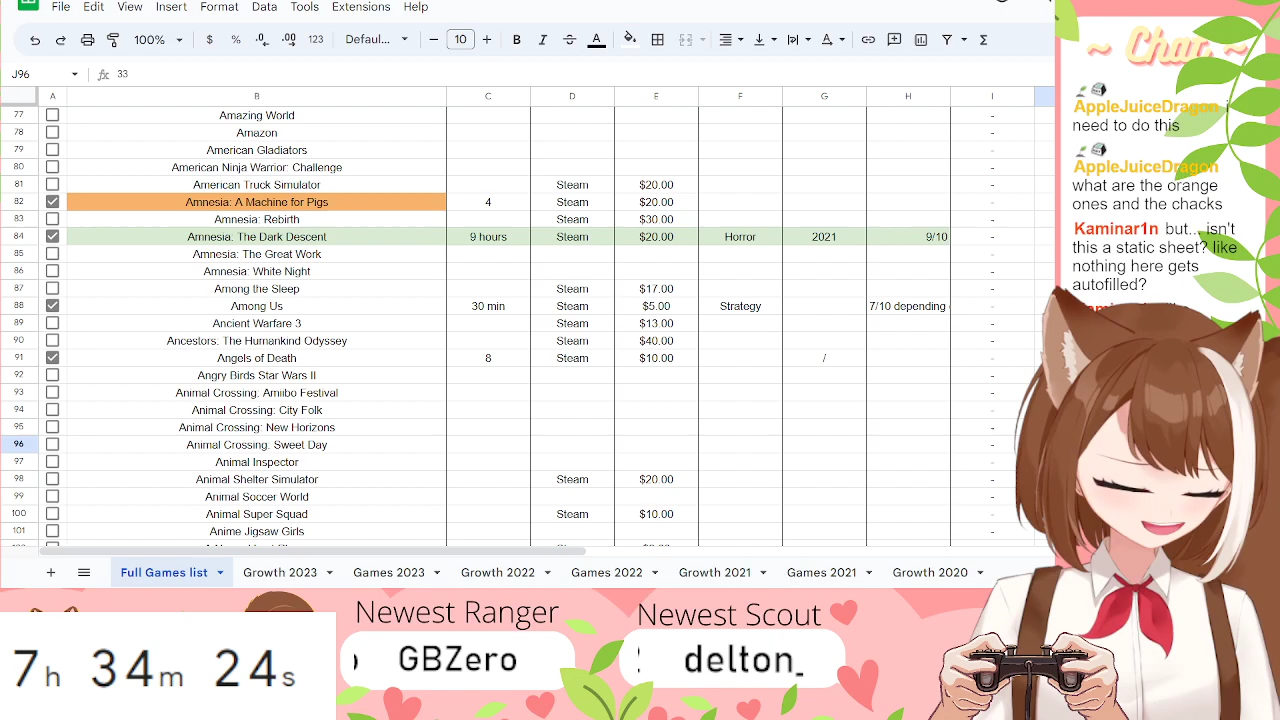 File Edit View Insert Format Data Tools Extensions Help
100% $ % .0 .00 123 Defaul... 10 B I A Σ
J96 fx 33
A B C D E F G H I
77 Amazing World -
78 Amazon -
79 American Gladiators -
80 American Ninja Warrior: Challenge -
81 American Truck Simulator Steam $20.00 -
82 Amnesia: A Machine for Pigs 4 Steam $20.00 -
83 Amnesia: Rebirth Steam $30.00 -
84 Amnesia: The Dark Descent 9 hours Steam $20.00 Horror 2021 9/10 -
85 Amnesia: The Great Work -
86 Amnesia: White Night -
87 Among the Sleep Steam $17.00 -
88 Among Us 30 min Steam $5.00 Strategy 7/10 depending -
89 Ancient Warfare 3 Steam $13.00 -
90 Ancestors: The Humankind Odyssey Steam $40.00 -
91 Angels of Death 8 Steam $10.00 / -
92 Angry Birds Star Wars II -
93 Animal Crossing: Amiibo Festival -
94 Animal Crossing: City Folk -
95 Animal Crossing: New Horizons -
96 Animal Crossing: Sweet Day -
97 Animal Inspector -
98 Animal Shelter Simulator Steam $20.00 -
99 Animal Soccer World -
100 Animal Super Squad Steam $10.00 -
101 Anime Jigsaw Girls -
+ Full Games list Growth 2023 2023 Growth 2022 Games 2022 Growth 2021 Games 2021 Growth 2020
~ Chat ~
AppleJuiceDragon i
need to do this
AppleJuiceDragon
what are the orange
ones and the chacks
Kaminar1n but... isn't
this a static sheet? like
nothing here gets
autofilled?
7h 34m 24s
Newest Ranger
GBZero
Newest Scout
delton_